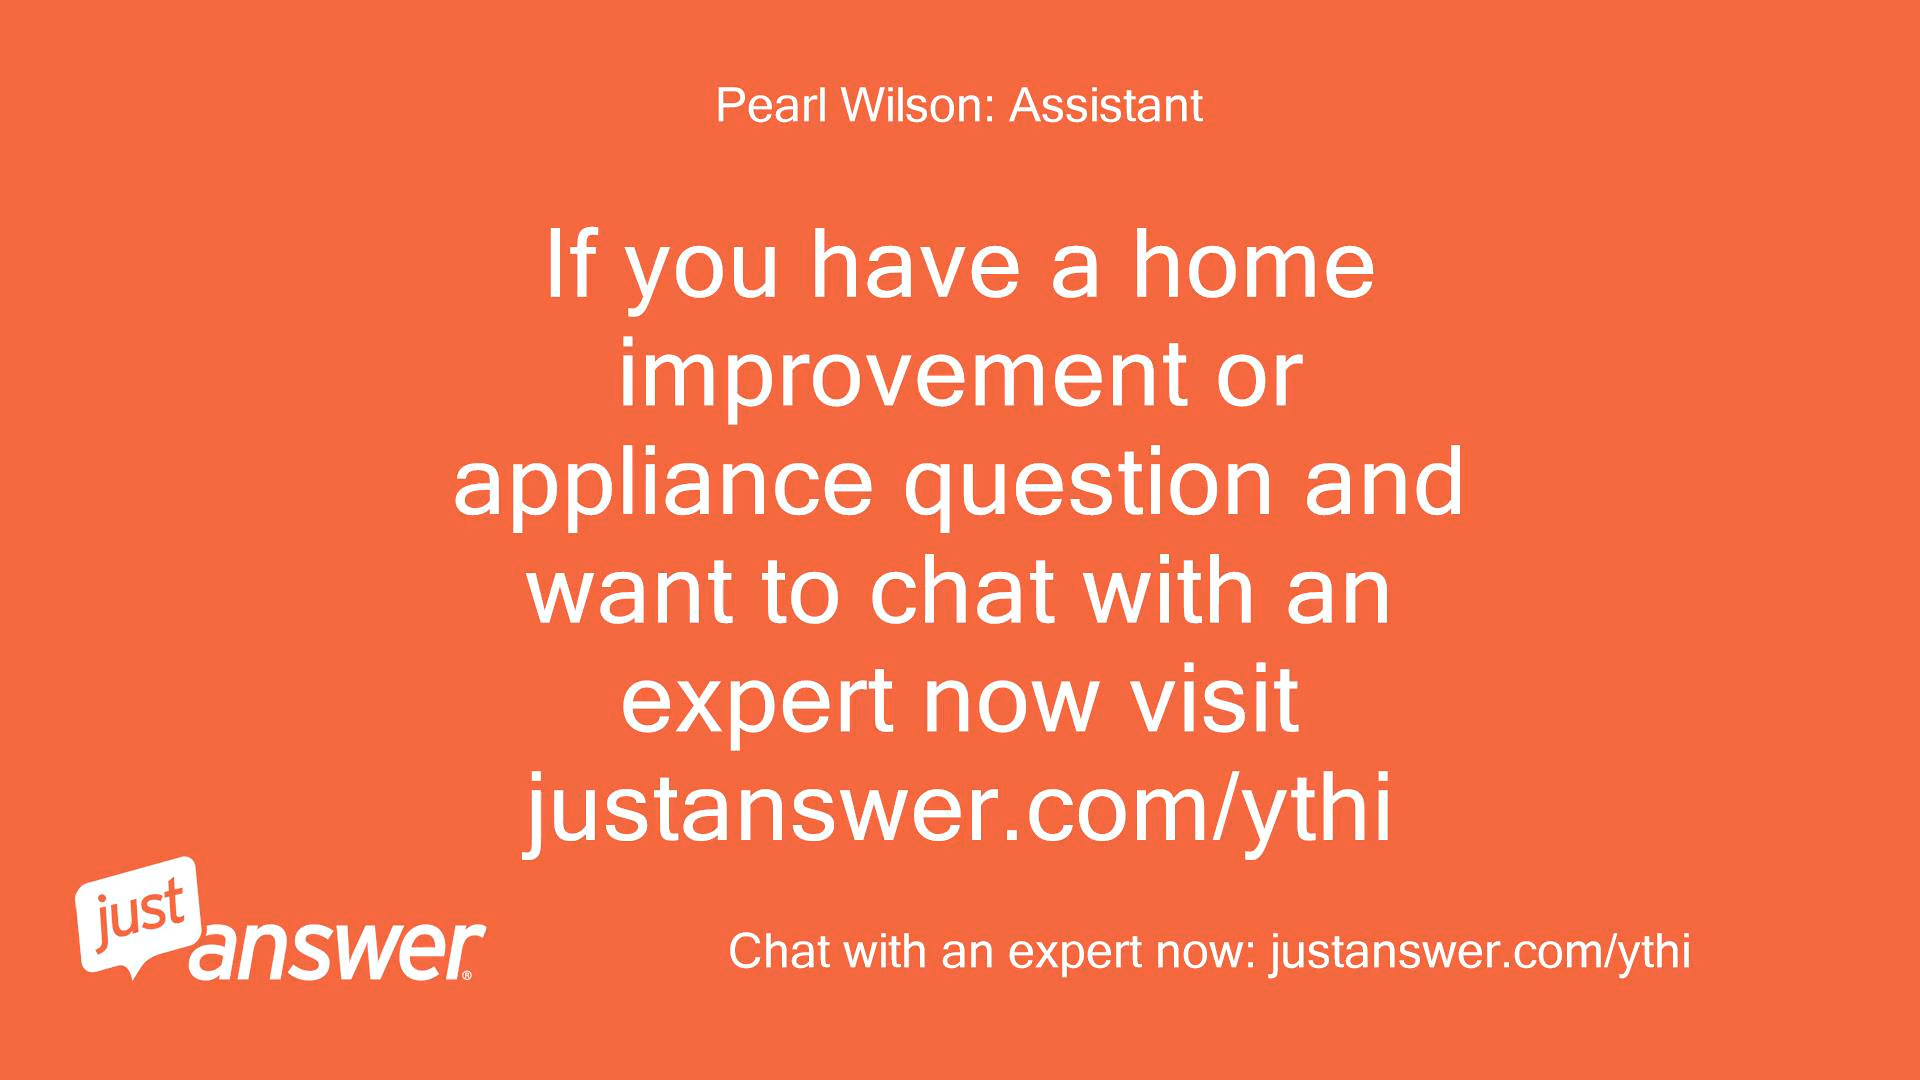 Pearl Wilson: Assistant
If you have a home
improvement or
appliance question and
want to chat with an
expert now visit
justanswer.com/ythi
just
answer®
Chat with an expert now: justanswer.com/ythi